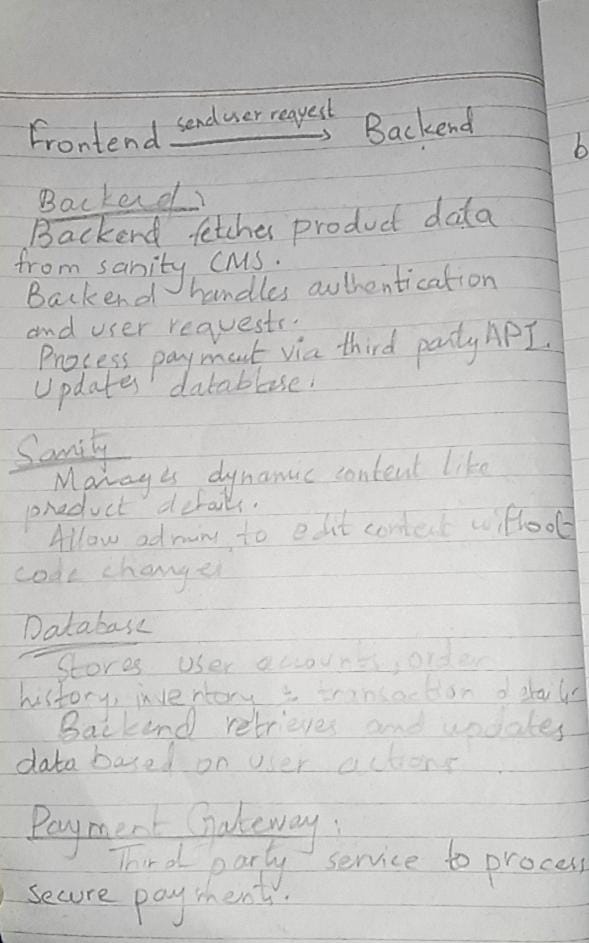 Frontend send user request → Backend
b
Backend:
Backend fetches product data
from sanity CMS.
Backend handles authentication
and user requests.
Process payment via third party API.
Updates database.
Sanity
Manages dynamic content like
product details.
Allow admin to edit content without
code changes
Database
Stores user accounts, order
history, inventory & transaction details
Backend retrieves and updates
data based on user actions
Payment Gateway:
Third party service to process
secure payments.